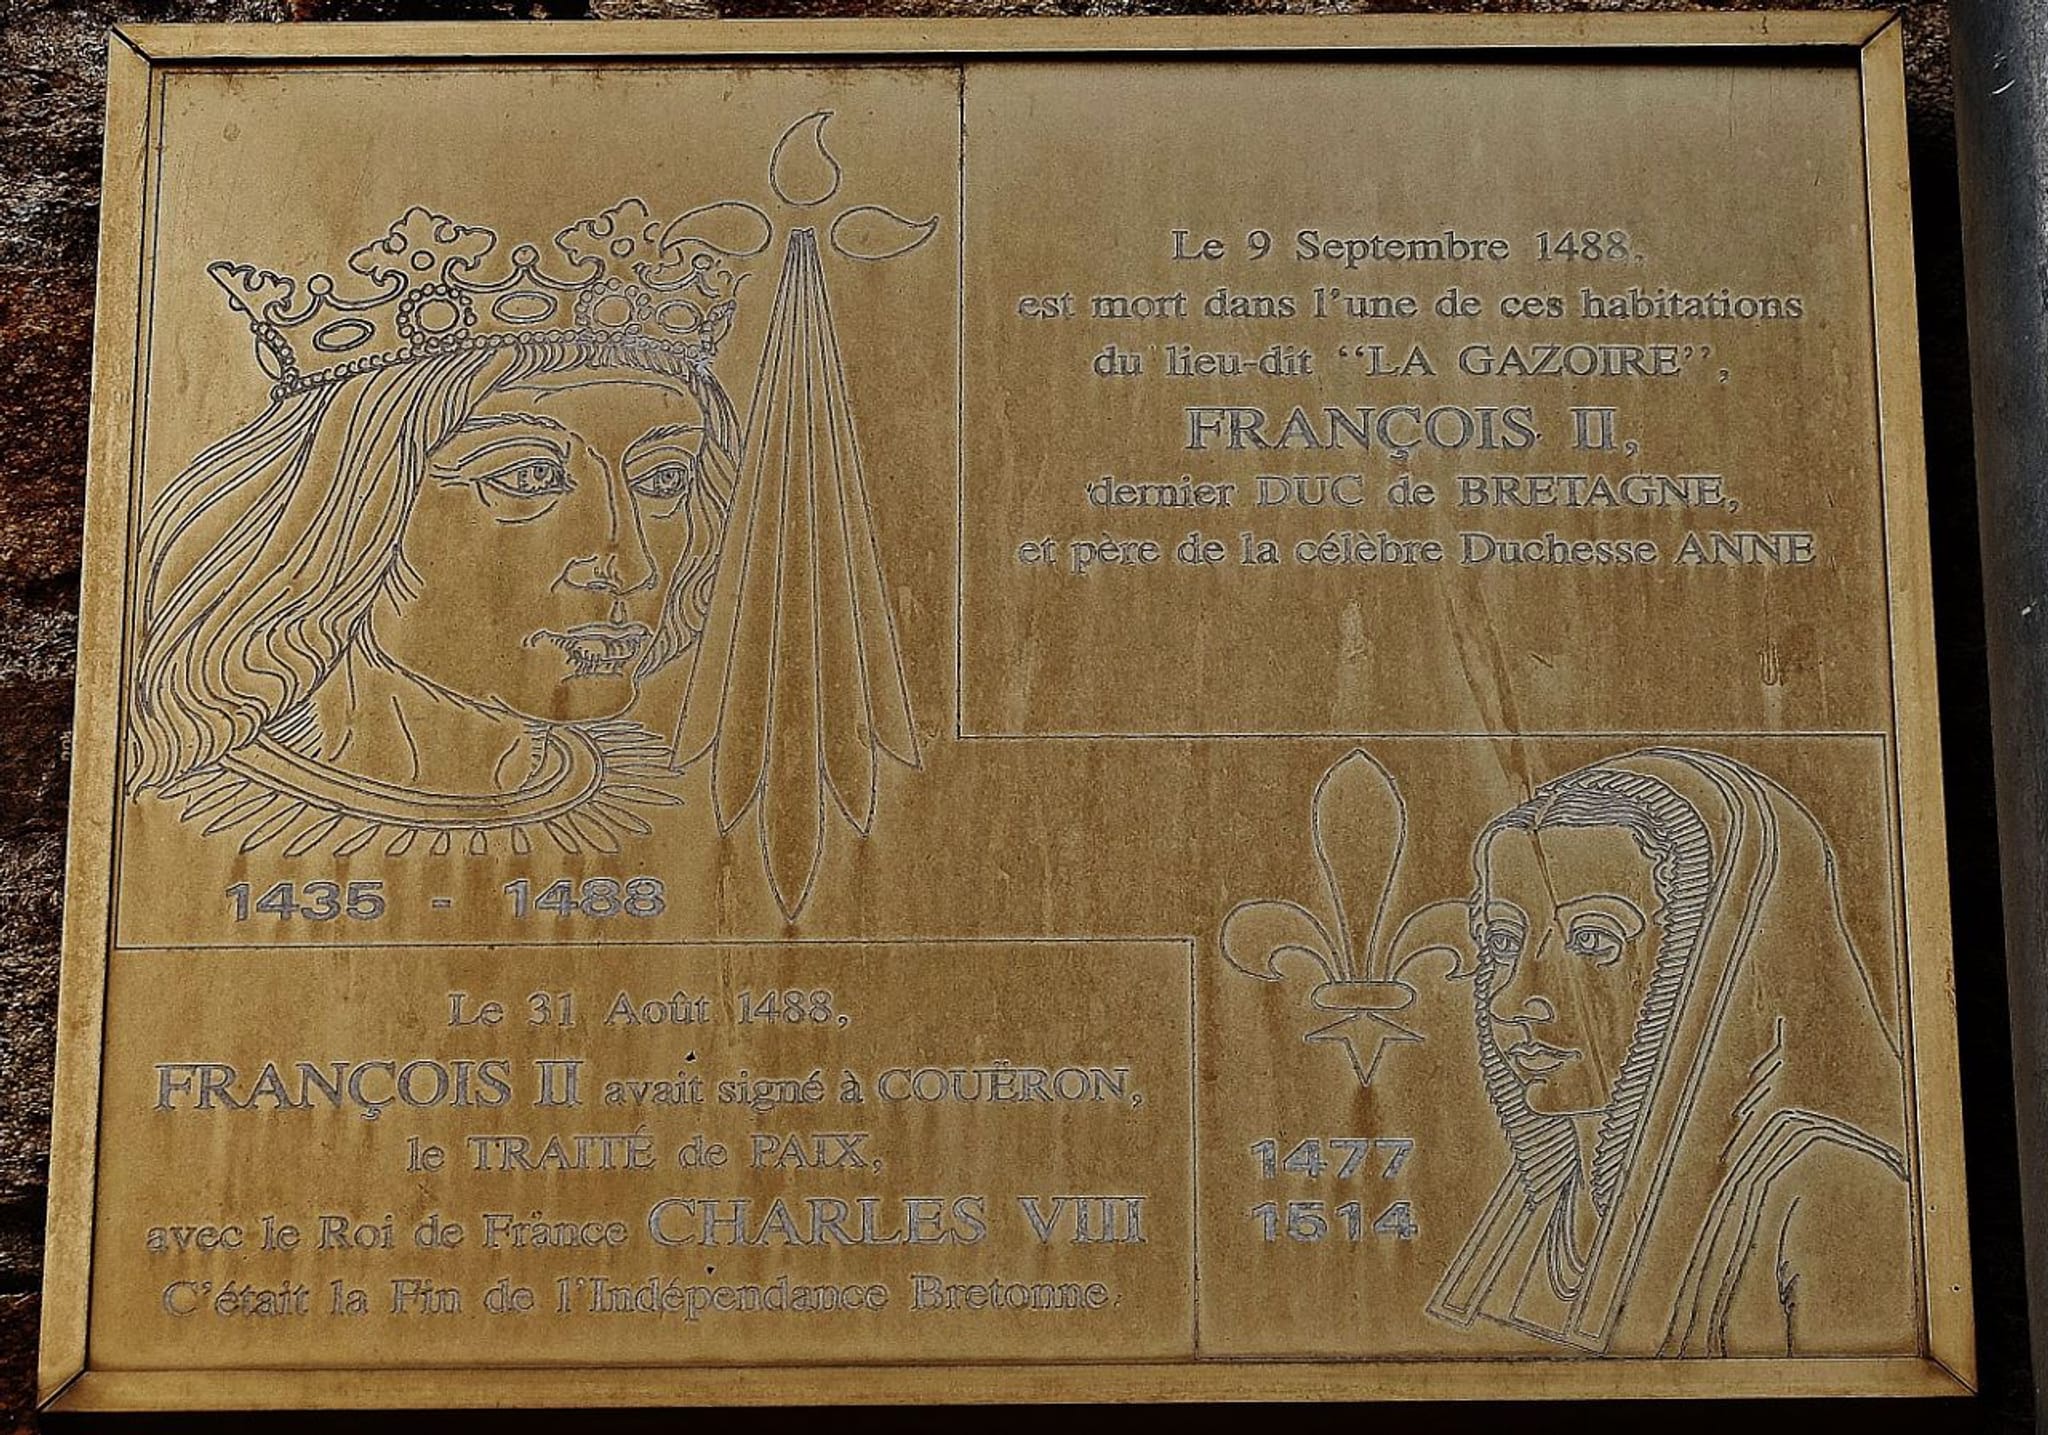 Le 9 Septembre 1488,
est mort dans l'une de ces habitations
du lieu-dit "LA GAZOIRE",
FRANÇOIS II,
dernier DUC de BRETAGNE,
et père de la célèbre Duchesse ANNE
1435 - 1488
Le 31 Août 1488,
FRANÇOIS II avait signé à COUËRON,
le TRAITÉ de PAIX,
avec le Roi de France CHARLES VIII
C'était la Fin de l'Indépendance Bretonne.
1477
1514